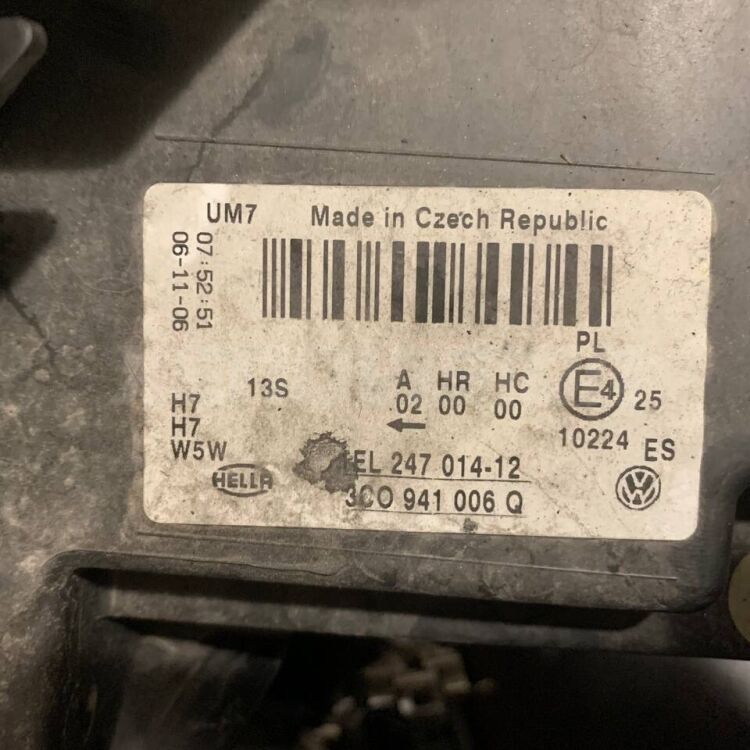 UM7 Made in Czech Republic
07:52:51
06-11-06
PL
13S
A HR HC
02 00 00
E4 25
H7
H7
W5W
10224 ES
HELLA
EL 247 014-12
3C0 941 006 Q
VW